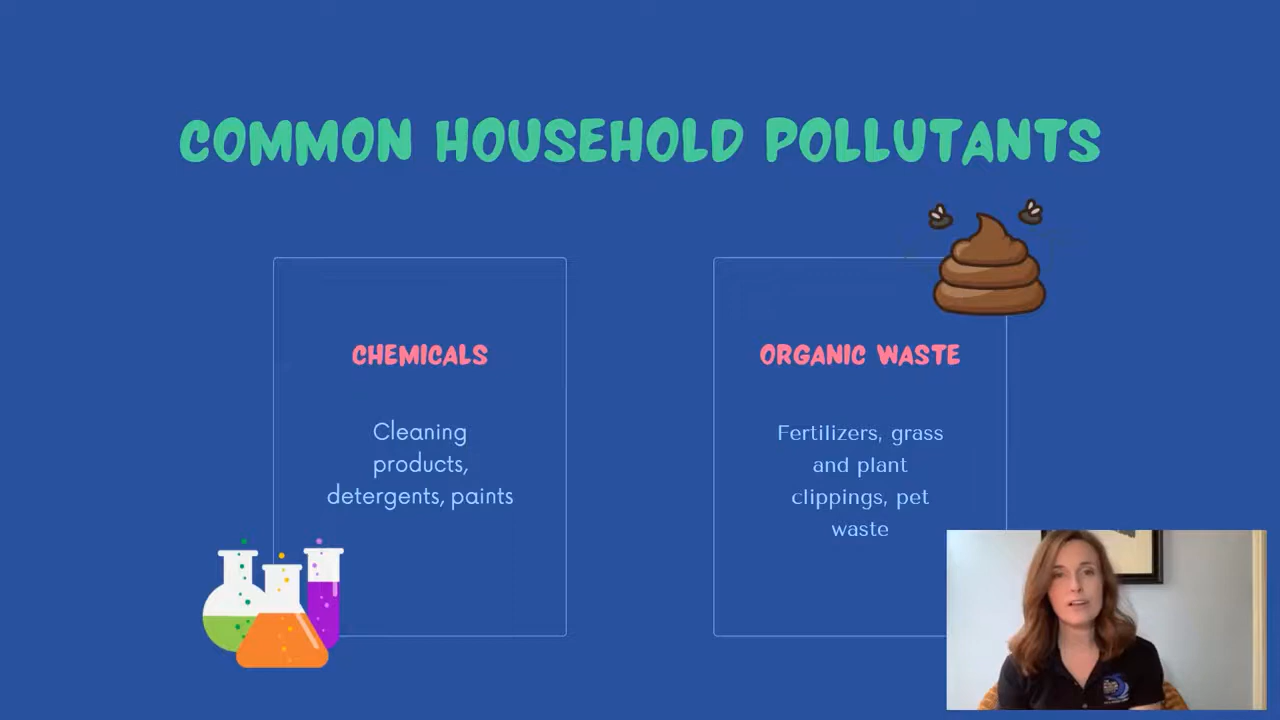 COMMON HOUSEHOLD POLLUTANTS
CHEMICALS
Cleaning
products,
detergents, paints
ORGANIC WASTE
Fertilizers, grass
and plant
clippings, pet
waste